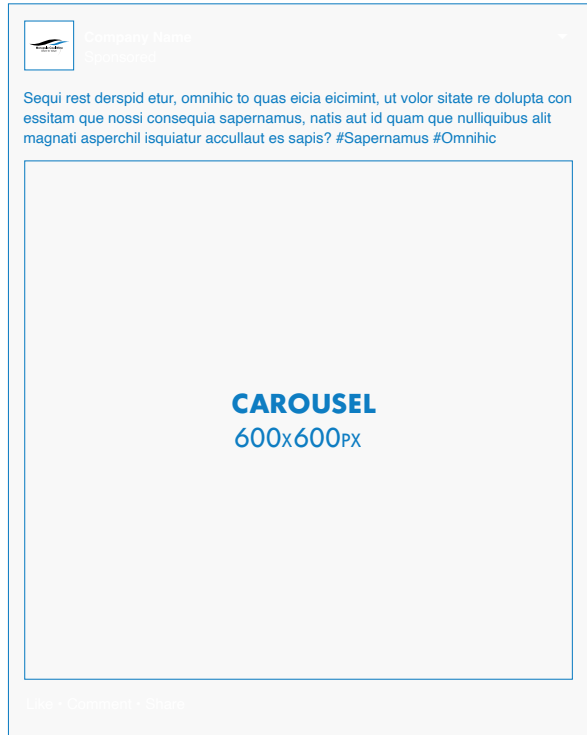 Company Name
Sponsored
Sequi rest derspid etur, omnihic to quas eicia eicimint, ut volor sitate re dolupta con
essitam que nossi consequia sapernamus, natis aut id quam que nulliquibus alit
magnati asperchil isquiatur accullaut es sapis? #Sapernamus #Omnihic
CAROUSEL
600X600PX
Like • Comment • Share